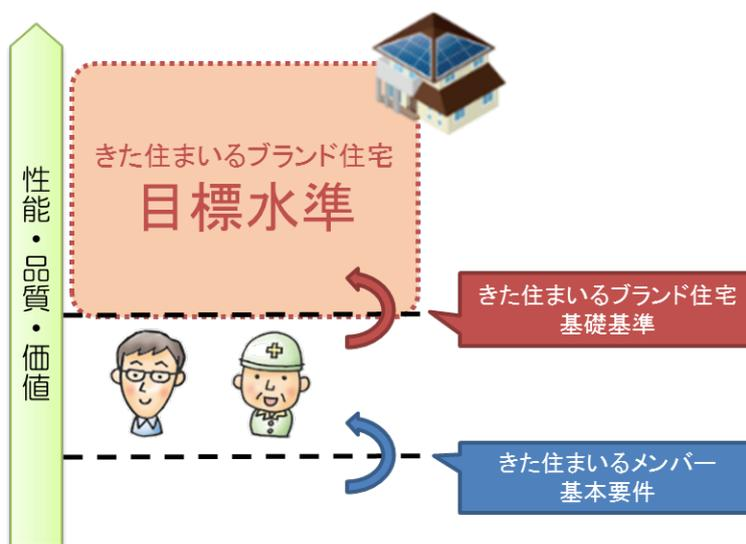 性能・品質・価値
きた住まいるブランド住宅
目標水準
きた住まいるブランド住宅
基礎基準
きた住まいるメンバー
基本要件